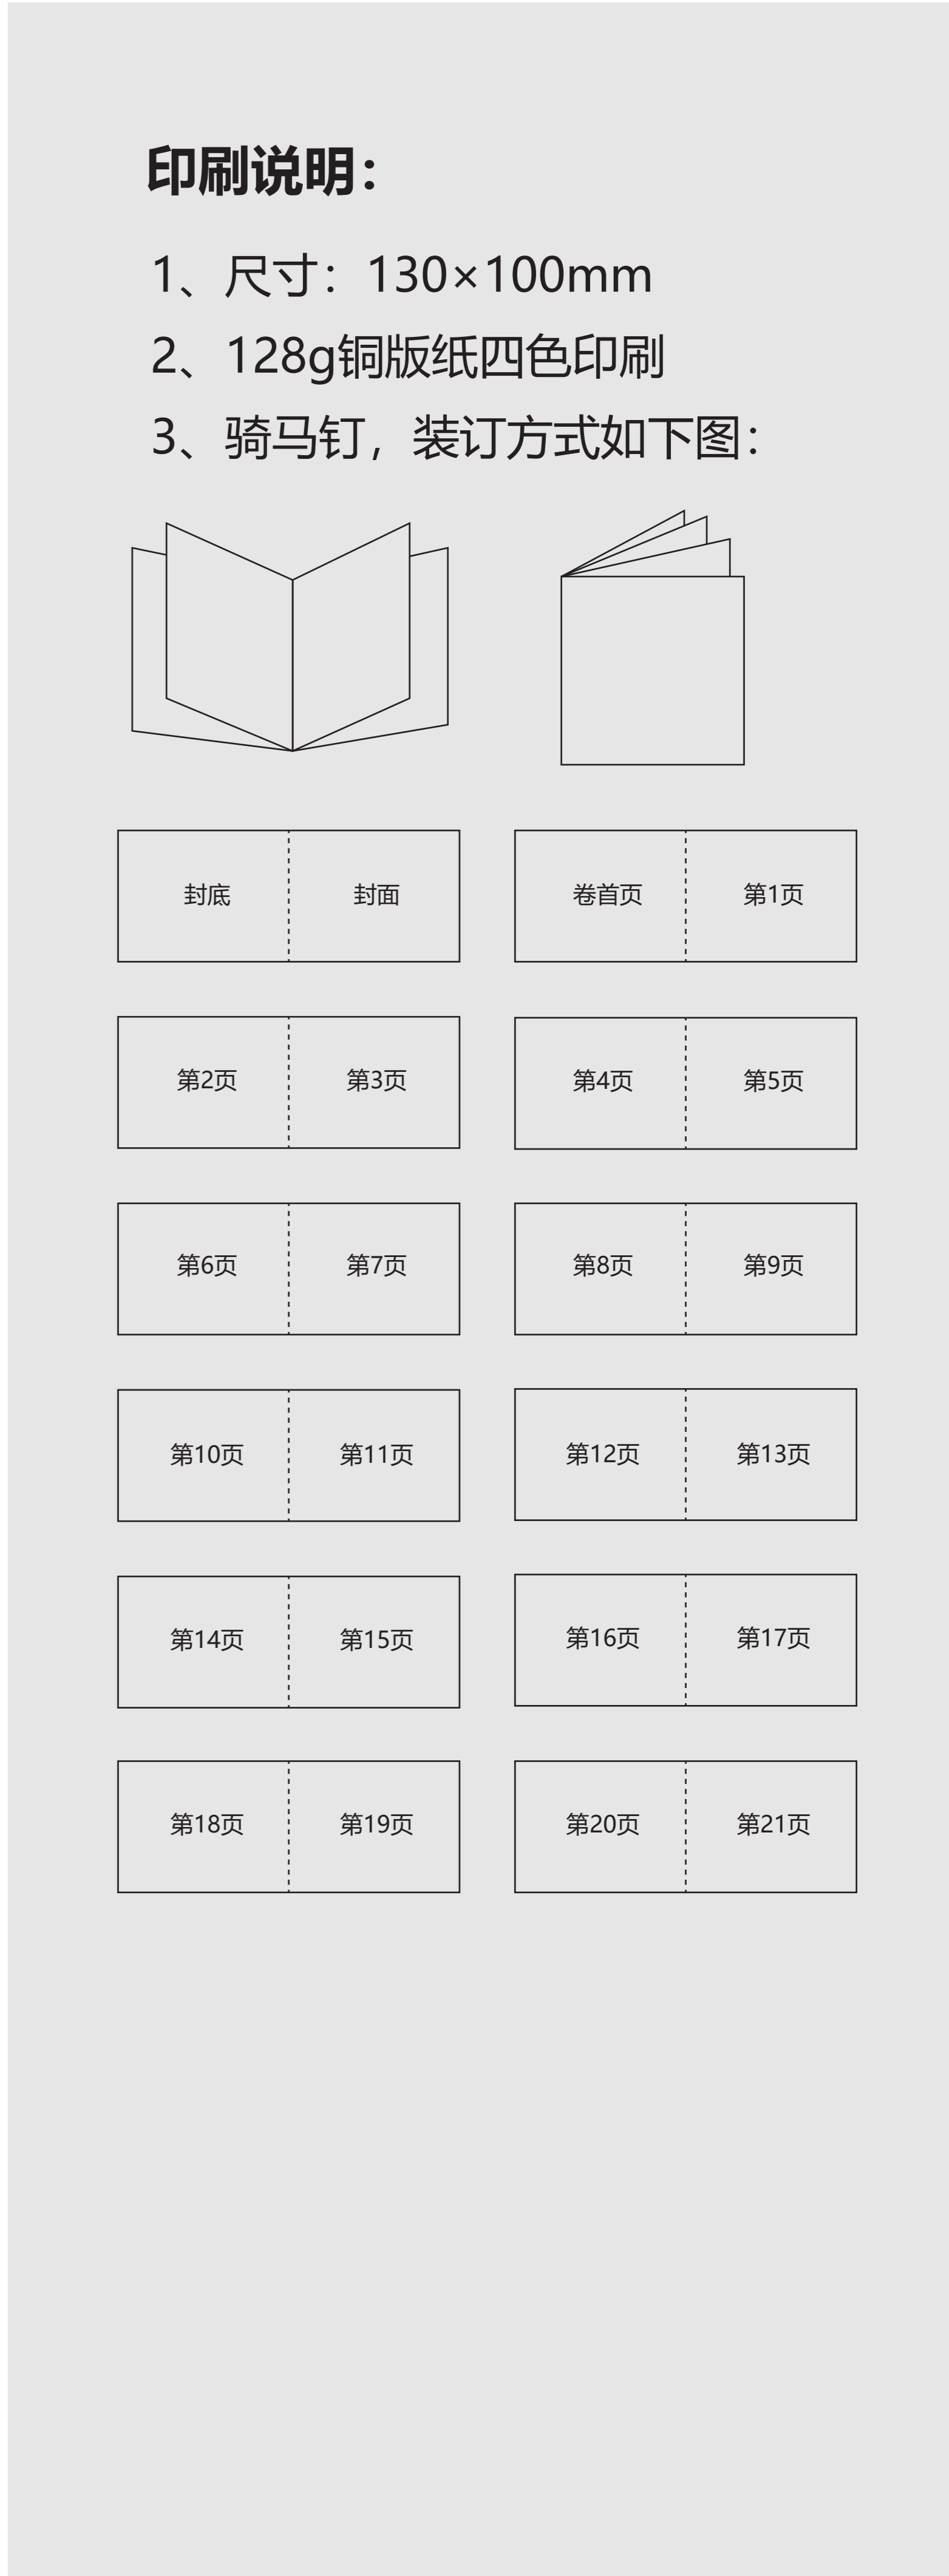 印刷说明：
1、尺寸：130×100mm
2、128g铜版纸四色印刷
3、骑马钉，装订方式如下图：
封底 封面 卷首页 第1页
第2页 第3页 第4页 第5页
第6页 第7页 第8页 第9页
第10页 第11页 第12页 第13页
第14页 第15页 第16页 第17页
第18页 第19页 第20页 第21页